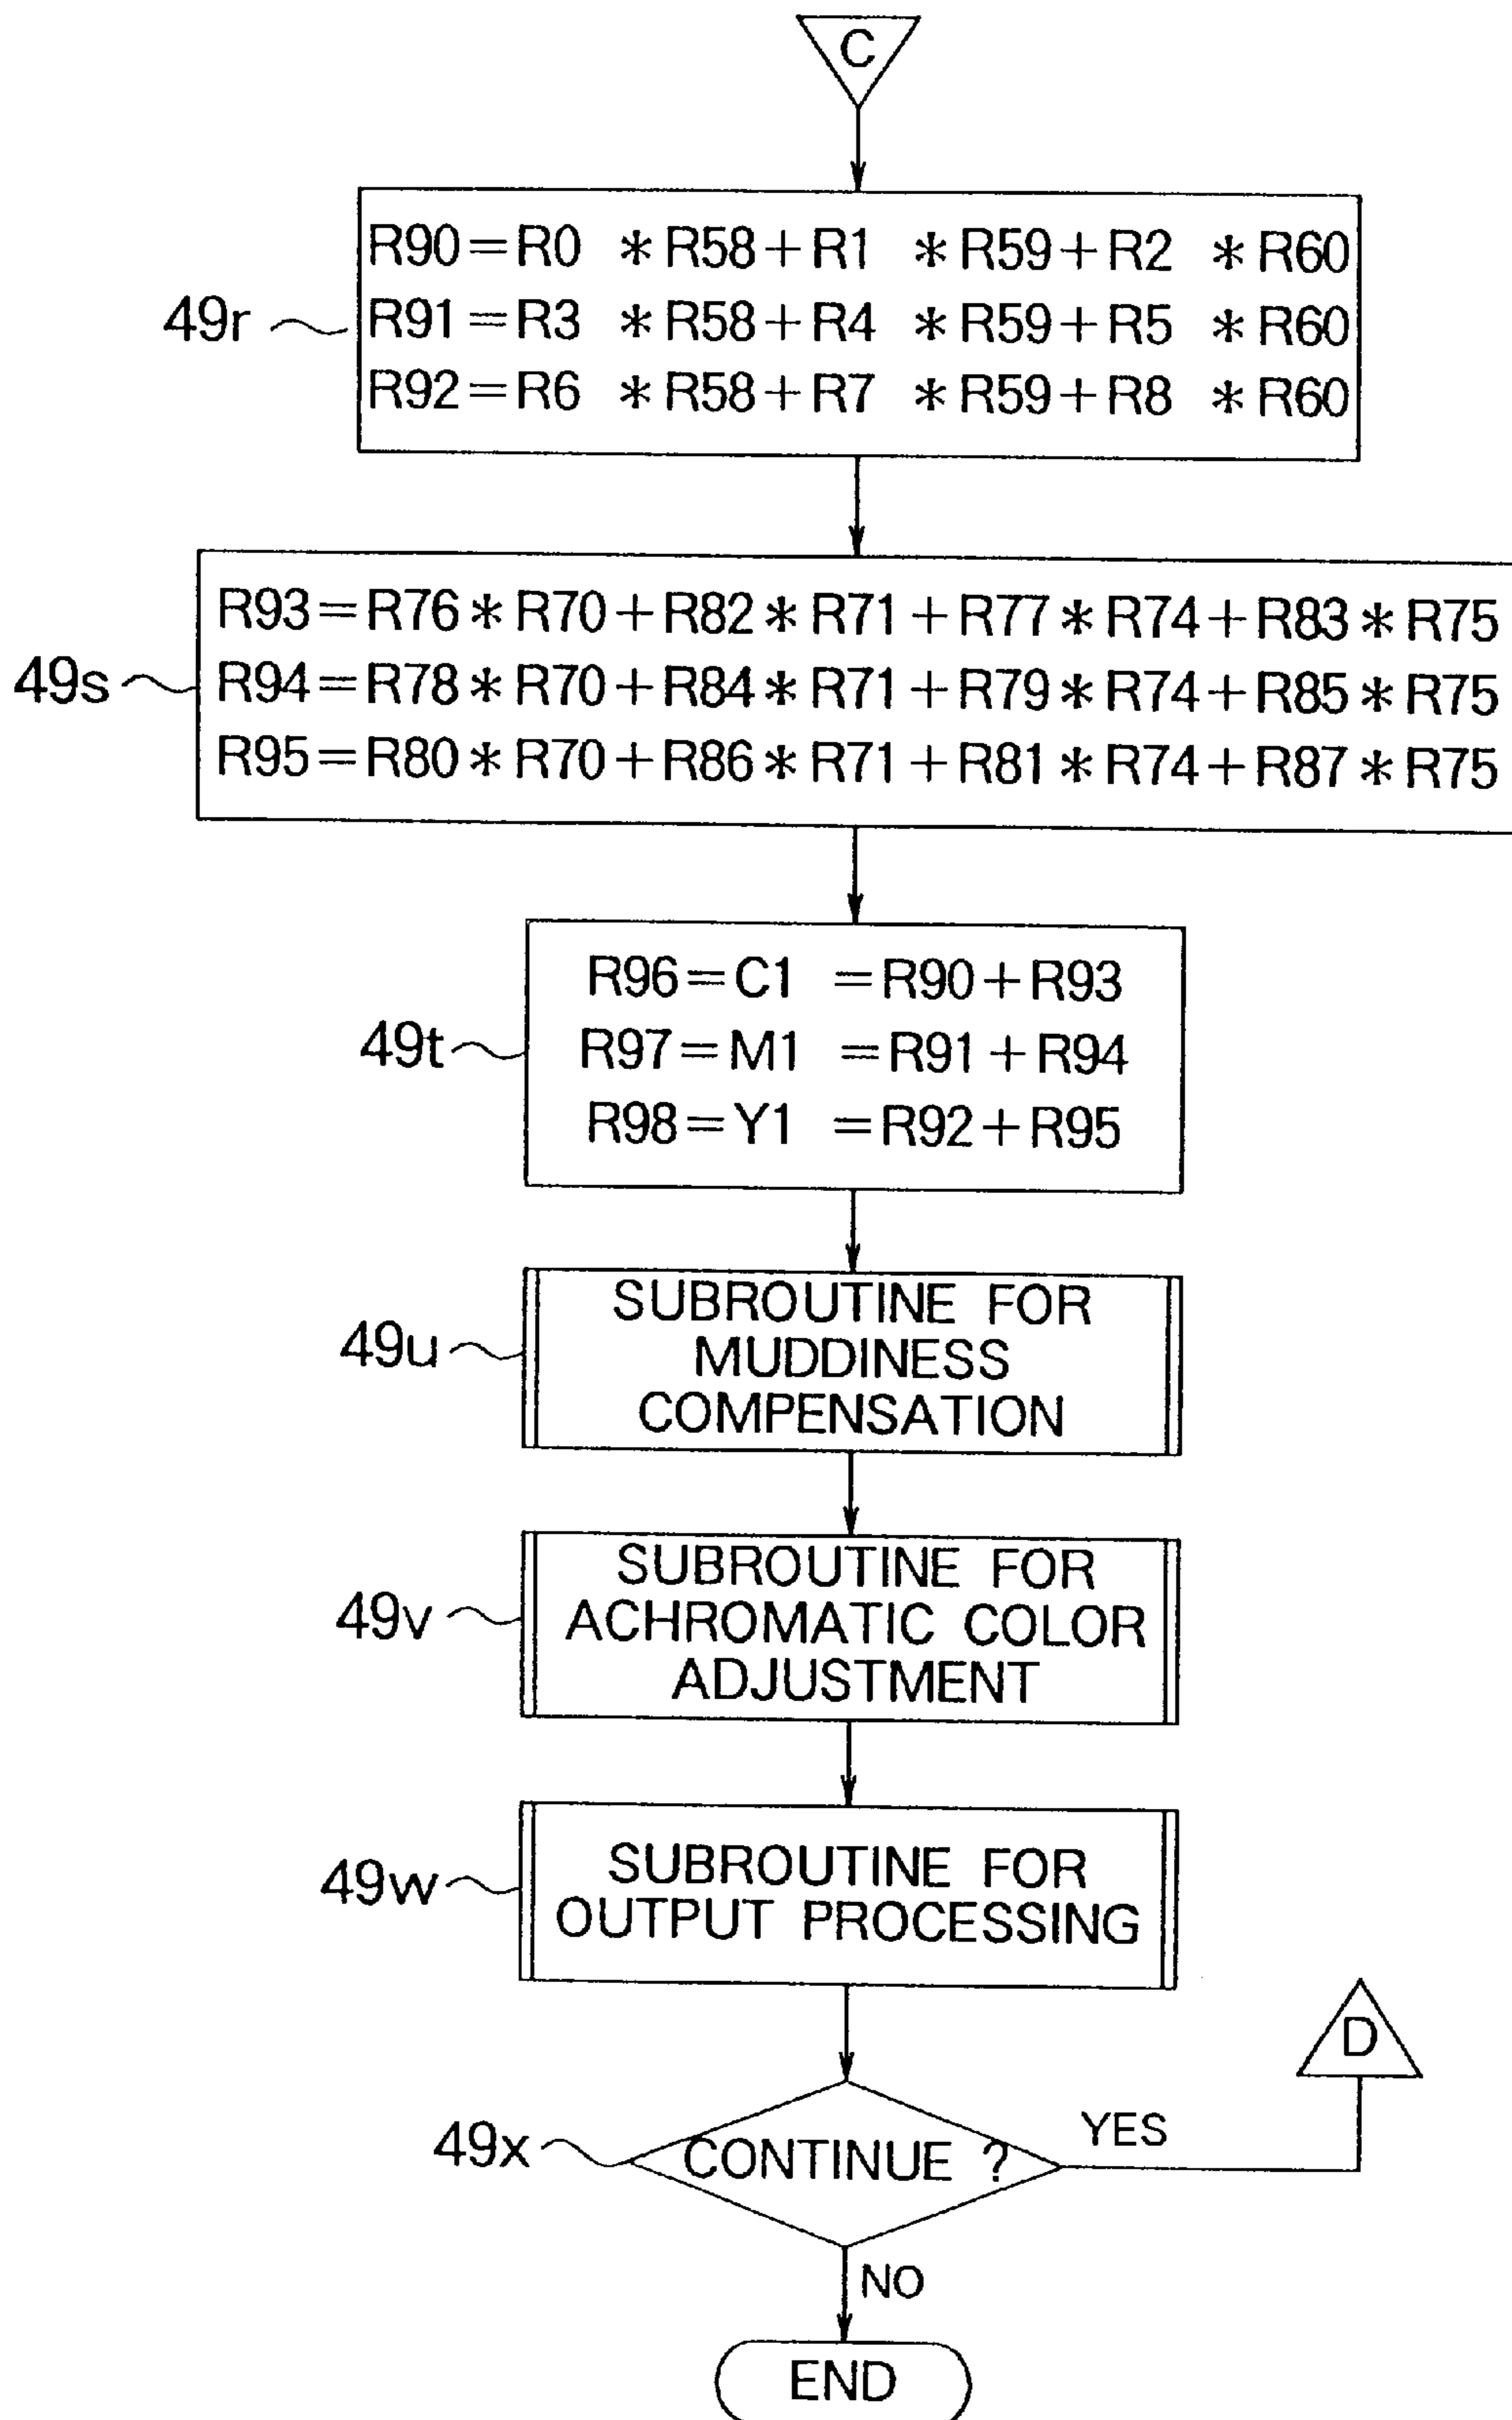 C
R90=R0 *R58+R1 *R59+R2 *R60
49r
R91=R3 *R58+R4 *R59+R5 *R60
R92=R6 *R58+R7 *R59+R8 *R60
R93=R76*R70+R82*R71+R77*R74+R83*R75
49s
R94=R78*R70+R84*R71+R79*R74+R85*R75
R95=R80*R70+R86*R71+R81*R74+R87*R75
R96=C1 =R90+R93
49t
R97=M1 =R91+R94
R98=Y1 =R92+R95
SUBROUTINE FOR
49u
MUDDINESS
COMPENSATION
SUBROUTINE FOR
49v
ACHROMATIC COLOR
ADJUSTMENT
SUBROUTINE FOR
49w
OUTPUT PROCESSING
D
YES
49x
CONTINUE ?
NO
END